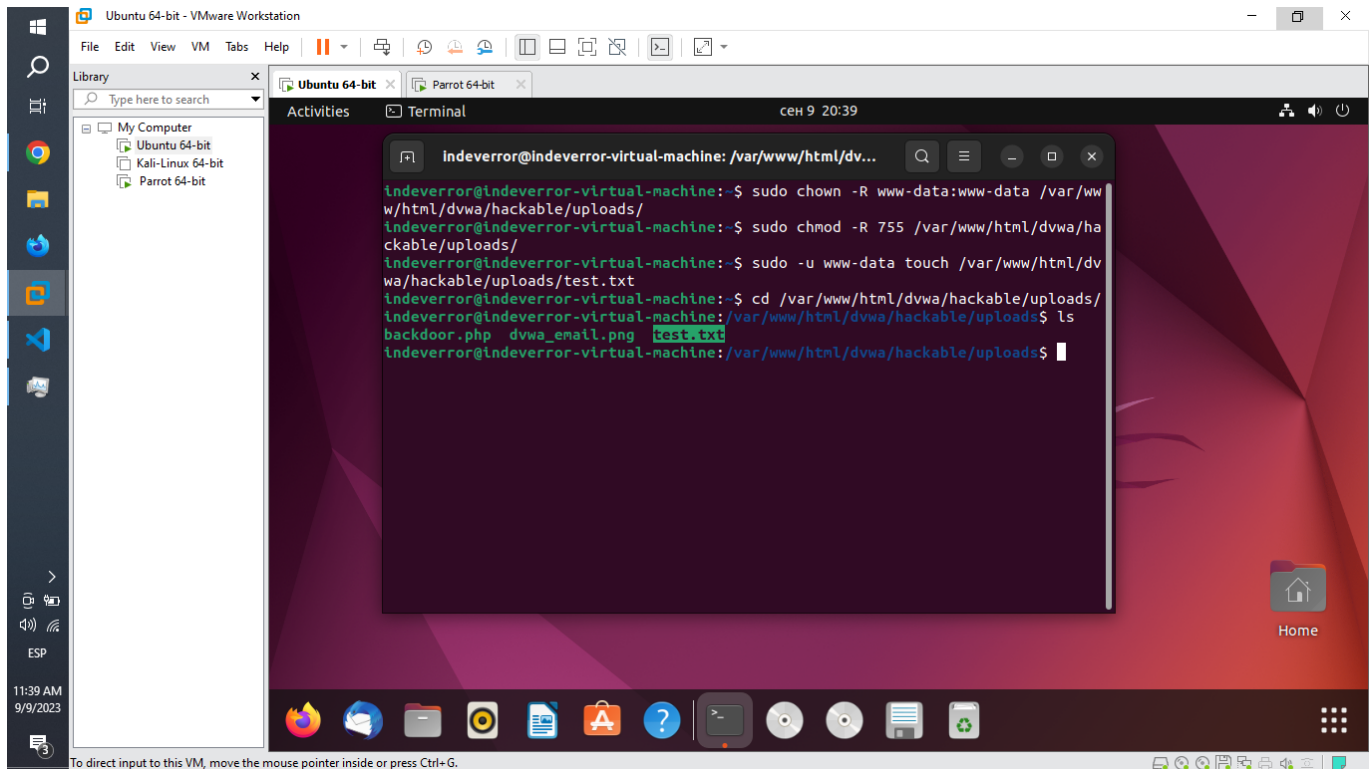 Ubuntu 64-bit - VMware Workstation
File Edit View VM Tabs Help
Library
Type here to search
My Computer
Ubuntu 64-bit
Kali-Linux 64-bit
Parrot 64-bit
Ubuntu 64-bit
Parrot 64-bit
Activities
Terminal
сен 9 20:39
indeverror@indeverror-virtual-machine: /var/www/html/dv...
indeverror@indeverror-virtual-machine:~$ sudo chown -R www-data:www-data /var/ww
w/html/dvwa/hackable/uploads/
indeverror@indeverror-virtual-machine:~$ sudo chmod -R 755 /var/www/html/dvwa/ha
ckable/uploads/
indeverror@indeverror-virtual-machine:~$ sudo -u www-data touch /var/www/html/dv
wa/hackable/uploads/test.txt
indeverror@indeverror-virtual-machine:~$ cd /var/www/html/dvwa/hackable/uploads/
indeverror@indeverror-virtual-machine:/var/www/html/dvwa/hackable/uploads$ ls
backdoor.php dvwa_email.png test.txt
indeverror@indeverror-virtual-machine:/var/www/html/dvwa/hackable/uploads$
Home
ESP
11:39 AM
9/9/2023
3
To direct input to this VM, move the mouse pointer inside or press Ctrl+G.